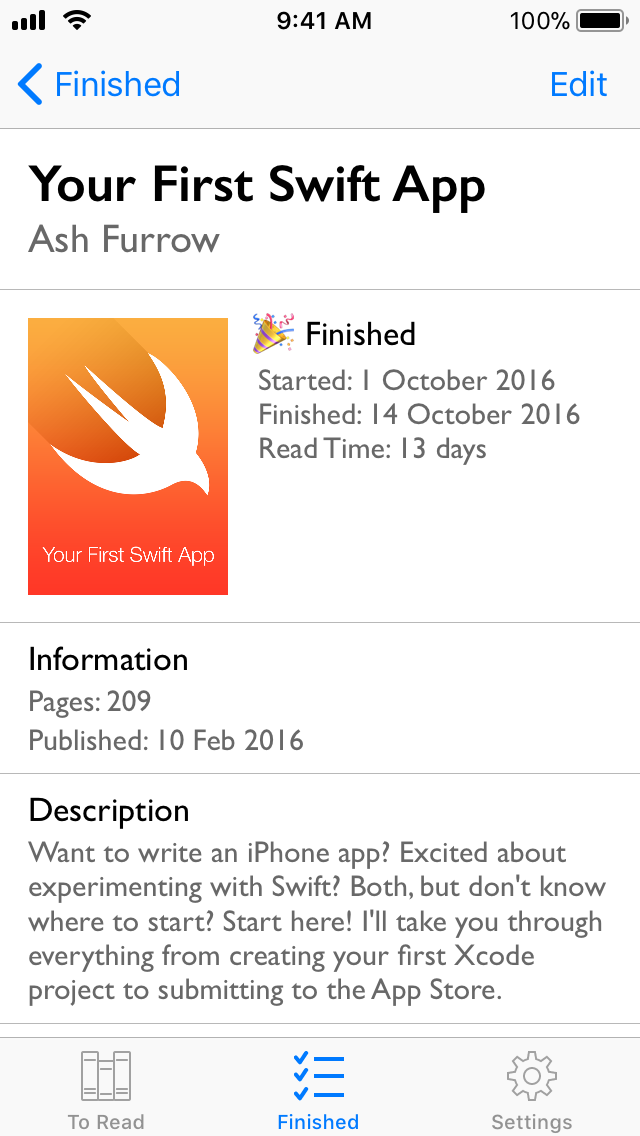 9:41 AM 100%
Finished Edit
Your First Swift App
Ash Furrow
Finished
Started: 1 October 2016
Finished: 14 October 2016
Read Time: 13 days
Your First Swift App
Information
Pages: 209
Published: 10 Feb 2016
Description
Want to write an iPhone app? Excited about
experimenting with Swift? Both, but don't know
where to start? Start here! I'll take you through
everything from creating your first Xcode
project to submitting to the App Store.
To Read Finished Settings